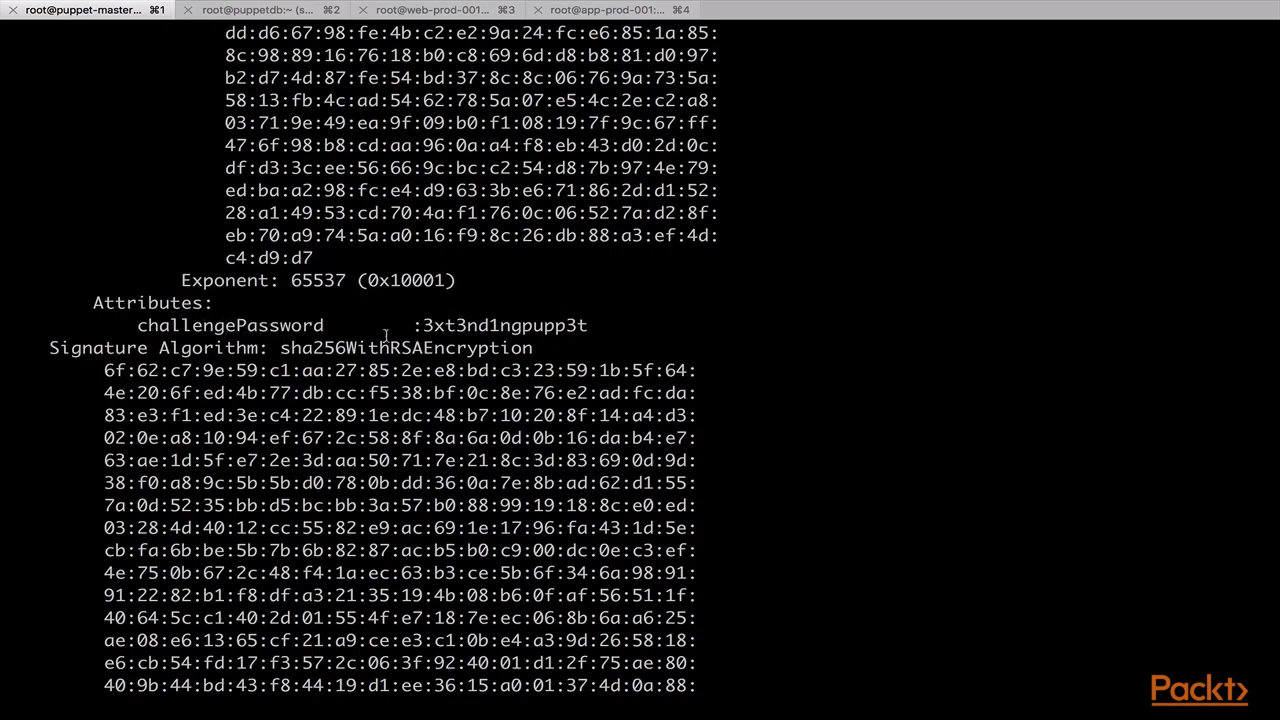 root@puppet-master... ⌘1
root@puppetdb:~ (s... ⌘2
root@web-prod-001... ⌘3
root@app-prod-001:... ⌘4
dd:d6:67:98:fe:4b:c2:e2:9a:24:fc:e6:85:1a:85:
8c:98:89:16:76:18:b0:c8:69:6d:d8:b8:81:d0:97:
b2:d7:4d:87:fe:54:bd:37:8c:8c:06:76:9a:73:5a:
58:13:fb:4c:ad:54:62:78:5a:07:e5:4c:2e:c2:a8:
03:71:9e:49:ea:9f:09:b0:f1:08:19:7f:9c:67:ff:
47:6f:98:b8:cd:aa:96:0a:a4:f8:eb:43:d0:2d:0c:
df:d3:3c:ee:56:66:9c:bc:c2:54:d8:7b:97:4e:79:
ed:ba:a2:98:fc:e4:d9:63:3b:e6:71:86:2d:d1:52:
28:a1:49:53:cd:70:4a:f1:76:0c:06:52:7a:d2:8f:
eb:70:a9:74:5a:a0:16:f9:8c:26:db:88:a3:ef:4d:
c4:d9:d7
Exponent: 65537 (0x10001)
Attributes:
challengePassword :3xt3nd1ngpupp3t
Signature Algorithm: sha256WithRSAEncryption
6f:62:c7:9e:59:c1:aa:27:85:2e:e8:bd:c3:23:59:1b:5f:64:
4e:20:6f:ed:4b:77:db:cc:f5:38:bf:0c:8e:76:e2:ad:fc:da:
83:e3:f1:ed:3e:c4:22:89:1e:dc:48:b7:10:20:8f:14:a4:d3:
02:0e:a8:10:94:ef:67:2c:58:8f:8a:6a:0d:0b:16:da:b4:e7:
63:ae:1d:5f:e7:2e:3d:aa:50:71:7e:21:8c:3d:83:69:0d:9d:
38:f0:a8:9c:5b:5b:d0:78:0b:dd:36:0a:7e:8b:ad:62:d1:55:
7a:0d:52:35:bb:d5:bc:bb:3a:57:b0:88:99:19:18:8c:e0:ed:
03:28:4d:40:12:cc:55:82:e9:ac:69:1e:17:96:fa:43:1d:5e:
cb:fa:6b:be:5b:7b:6b:82:87:ac:b5:b0:c9:00:dc:0e:c3:ef:
4e:75:0b:67:2c:48:f4:1a:ec:63:b3:ce:5b:6f:34:6a:98:91:
91:22:82:b1:f8:df:a3:21:35:19:4b:08:b6:0f:af:56:51:1f:
40:64:5c:c1:40:2d:01:55:4f:e7:18:7e:ec:06:8b:6a:a6:25:
ae:08:e6:13:65:cf:21:a9:ce:e3:c1:0b:e4:a3:9d:26:58:18:
e6:cb:54:fd:17:f3:57:2c:06:3f:92:40:01:d1:2f:75:ae:80:
40:9b:44:bd:43:f8:44:19:d1:ee:36:15:a0:01:37:4d:0a:88:
Packt>